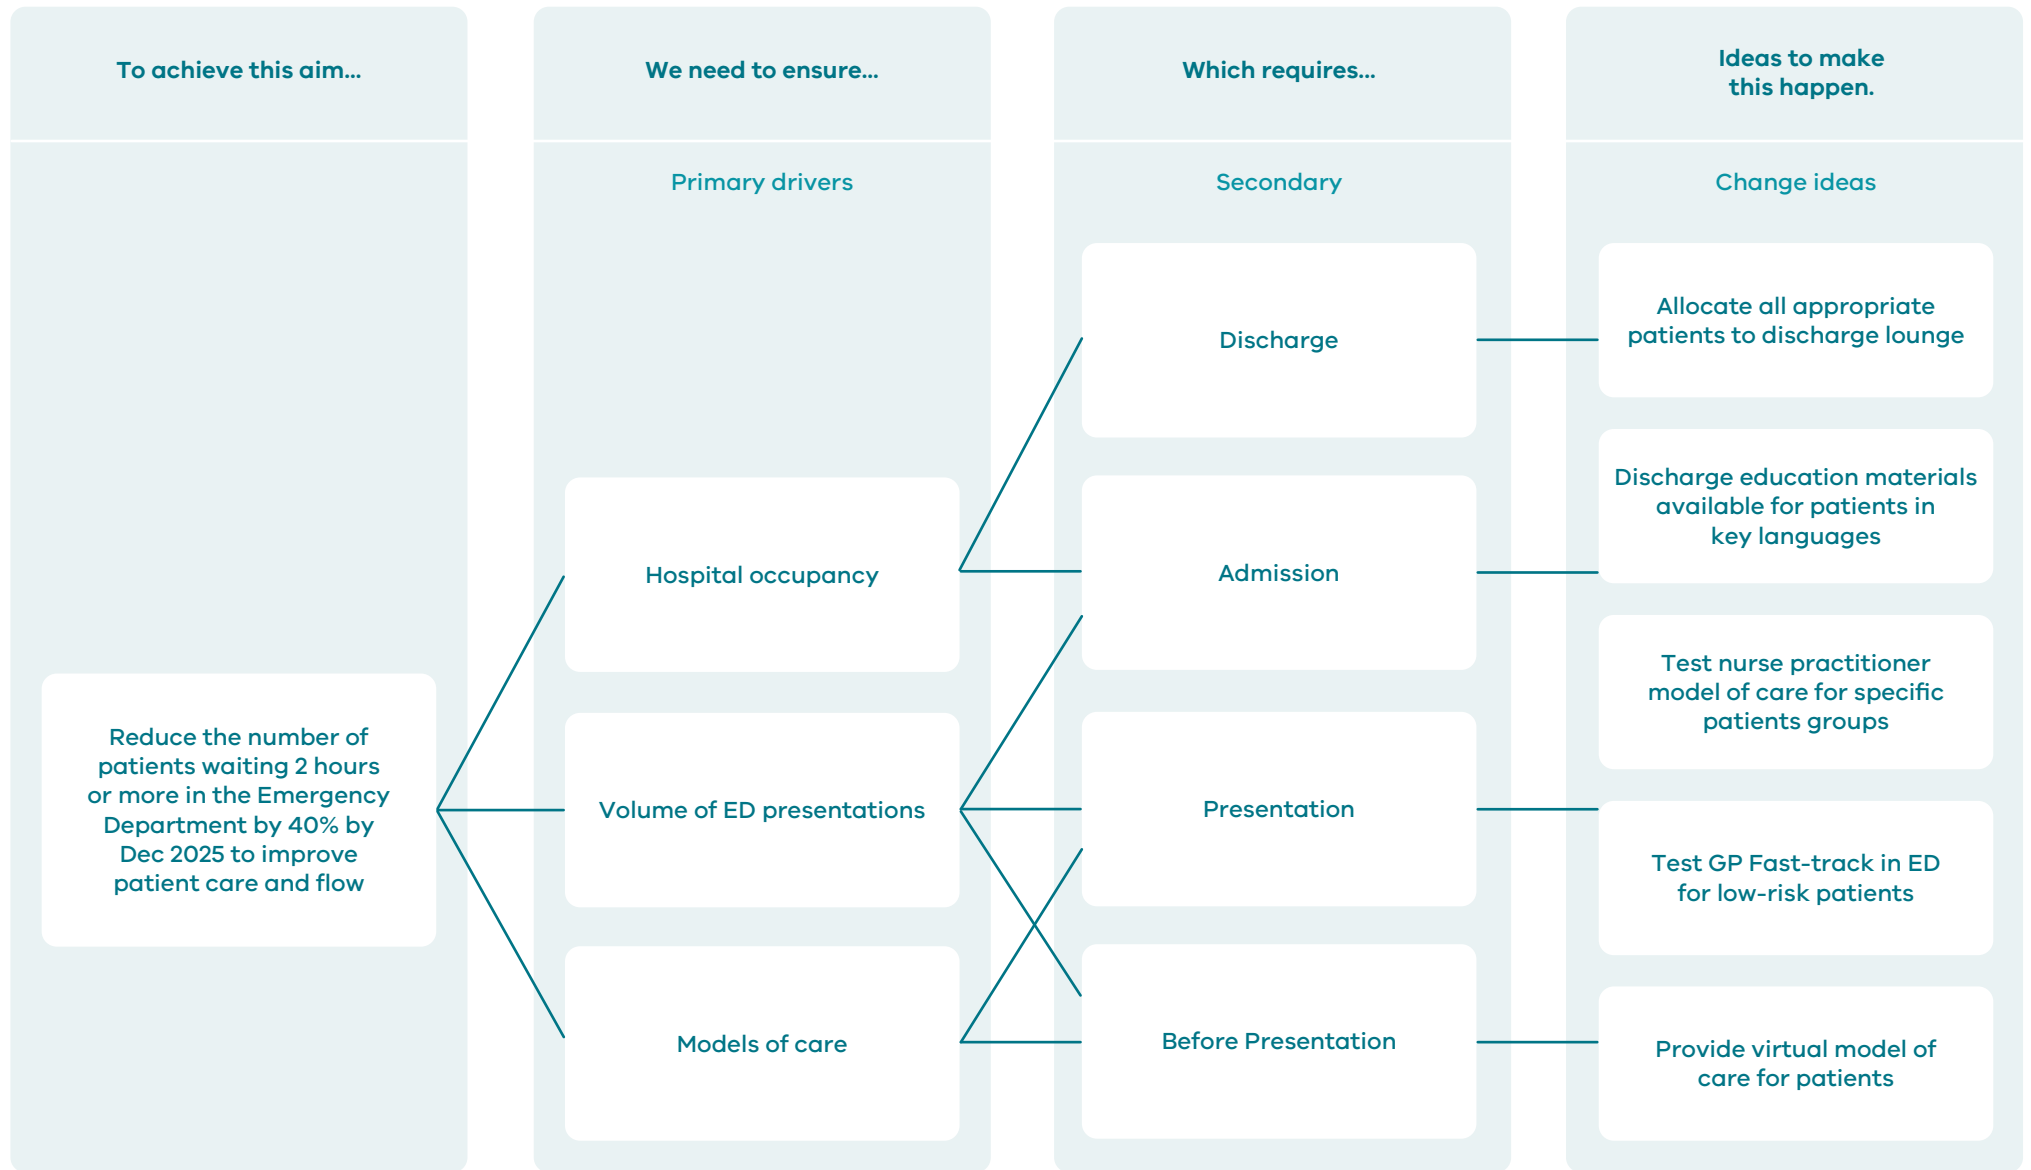 To achieve this aim...
We need to ensure...
Which requires...
Ideas to make
this happen.
Primary drivers
Secondary
Change ideas
Reduce the number of
patients waiting 2 hours
or more in the Emergency
Department by 40% by
Dec 2025 to improve
patient care and flow
Hospital occupancy
Volume of ED presentations
Models of care
Discharge
Admission
Presentation
Before Presentation
Allocate all appropriate
patients to discharge lounge
Discharge education materials
available for patients in
key languages
Test nurse practitioner
model of care for specific
patients groups
Test GP Fast-track in ED
for low-risk patients
Provide virtual model of
care for patients